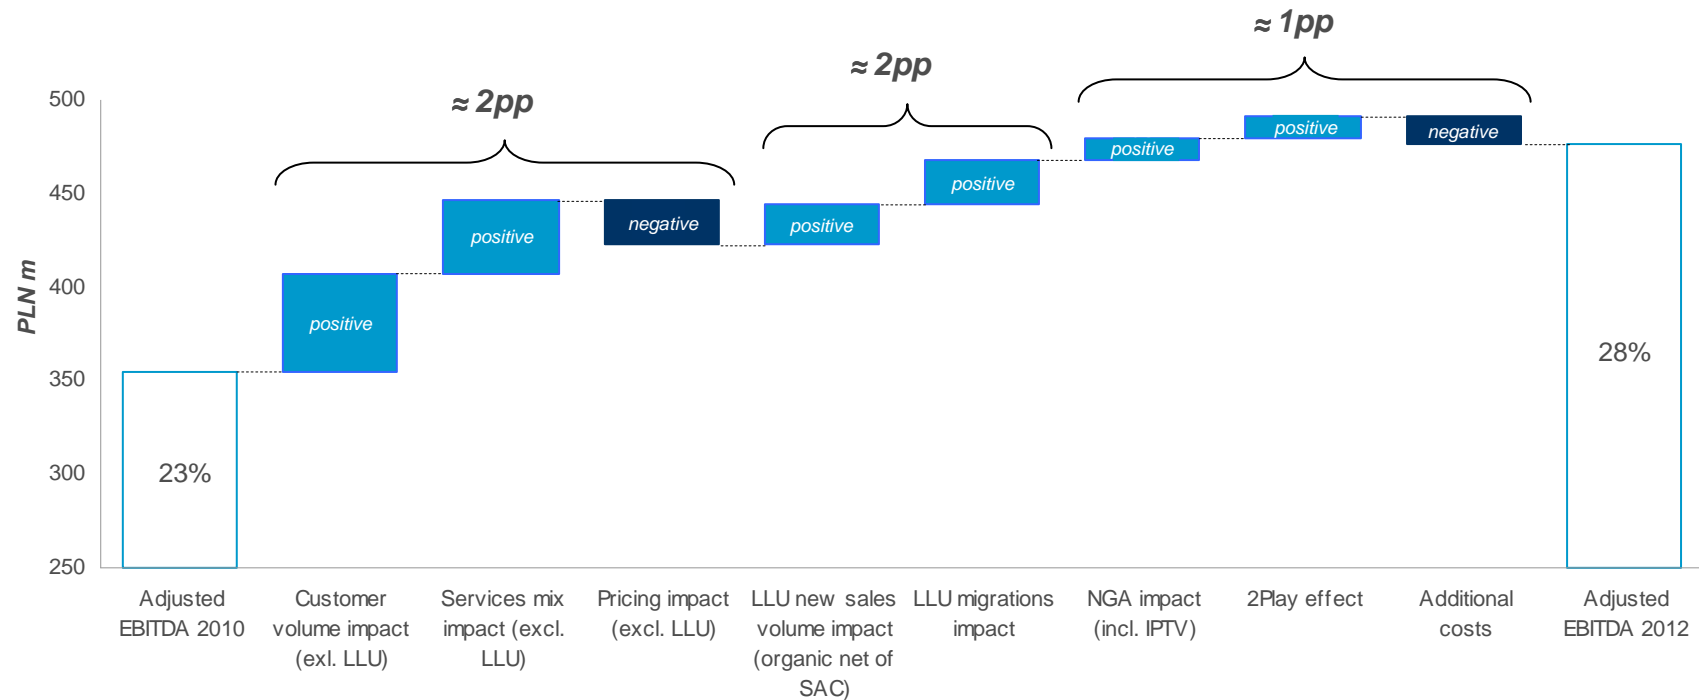 ≈ 1pp
≈ 2pp
≈ 2pp
PLN m
500
450
400
350
300
250
23%
positive
positive
negative
positive
positive
positive
positive
negative
28%
Adjusted
EBITDA 2010
Customer
volume impact
(exl. LLU)
Services mix
impact (excl.
LLU)
Pricing impact
(excl. LLU)
LLU new sales
volume impact
(organic net of
SAC)
LLU migrations
impact
NGA impact
(incl. IPTV)
2Play effect
Additional
costs
Adjusted
EBITDA 2012